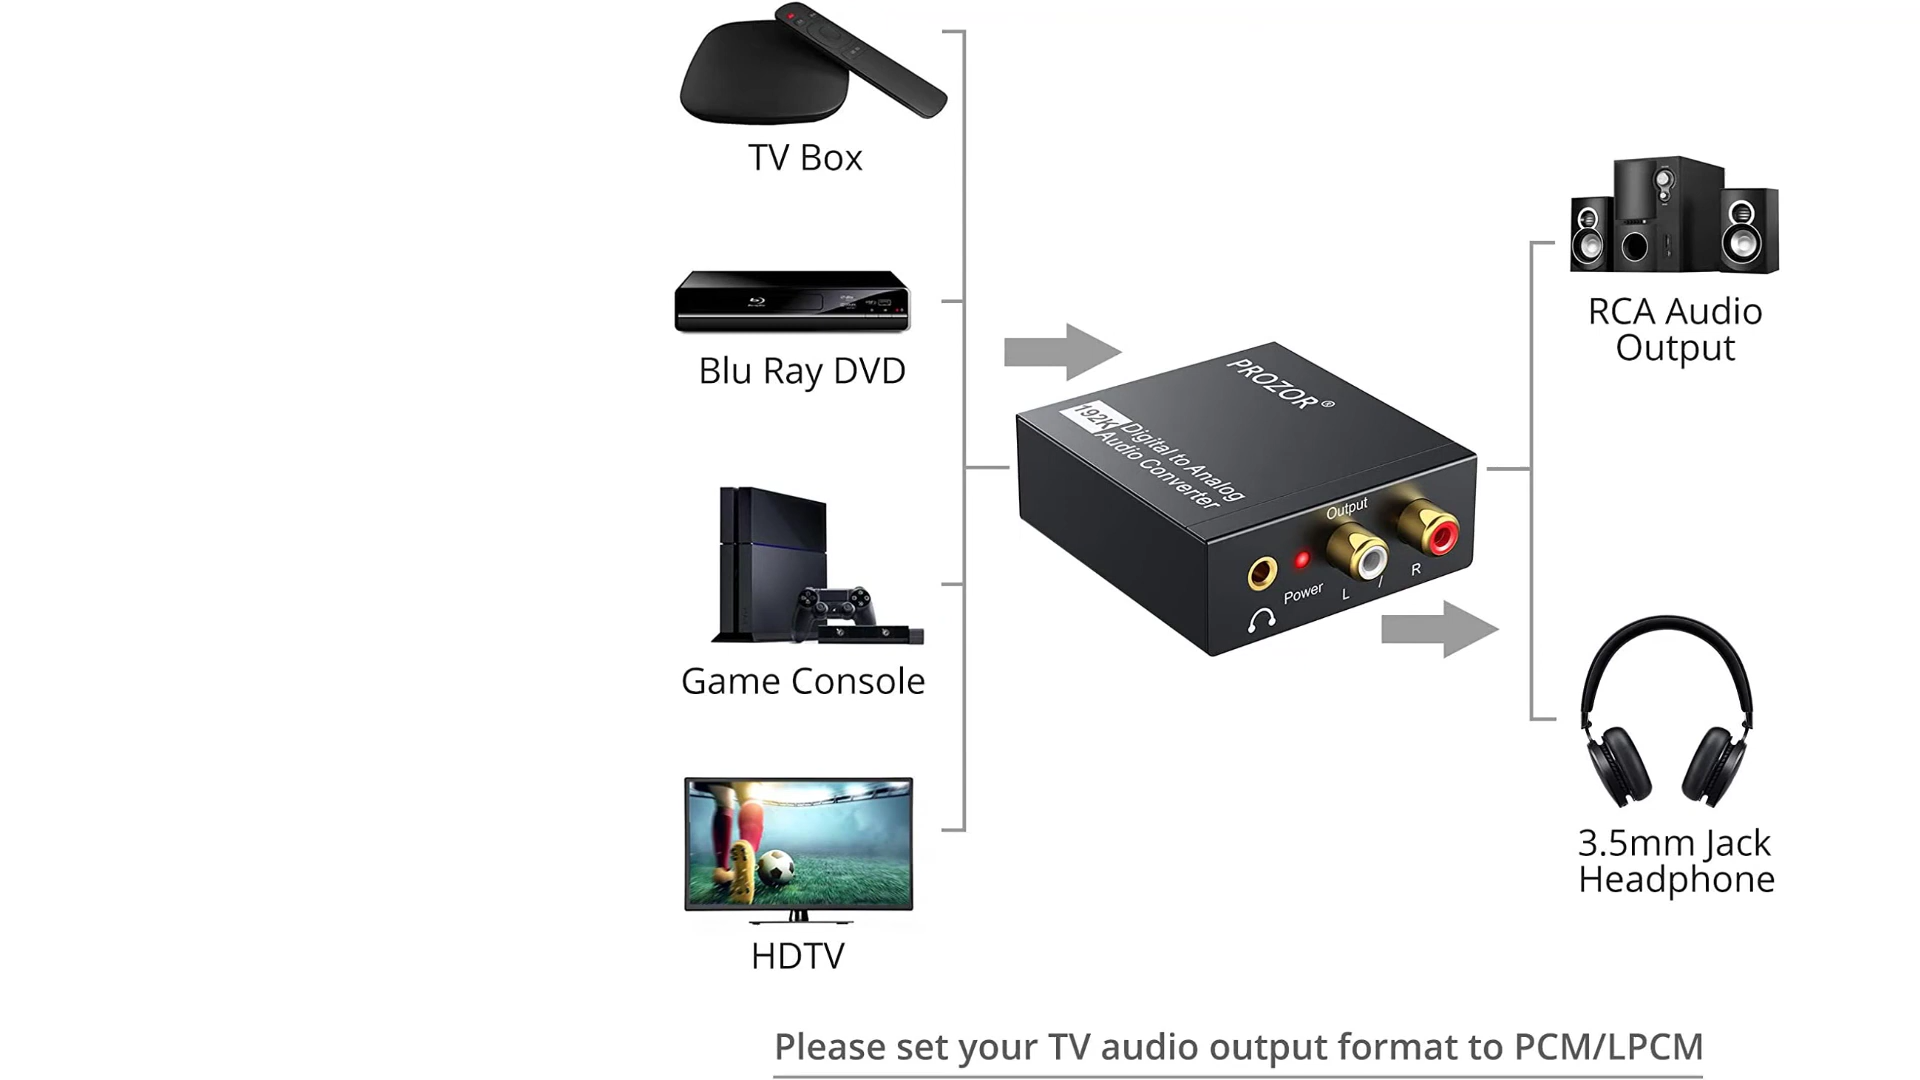 TV Box
Blu Ray DVD
Game Console
HDTV
PROZOR ®
192K Digital to Analog
Audio Converter
Output
Power
L / R
RCA Audio
Output
3.5mm Jack
Headphone
Please set your TV audio output format to PCM/LPCM